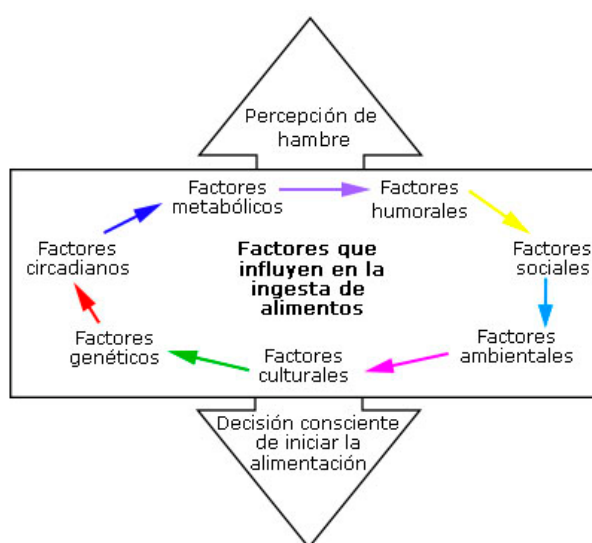 Percepción de
hambre
Factores
metabólicos
Factores
humorales
Factores
circadianos
Factores que
influyen en la
ingesta de
alimentos
Factores
sociales
Factores
genéticos
Factores
culturales
Factores
ambientales
Decisión consciente
de iniciar la
alimentación